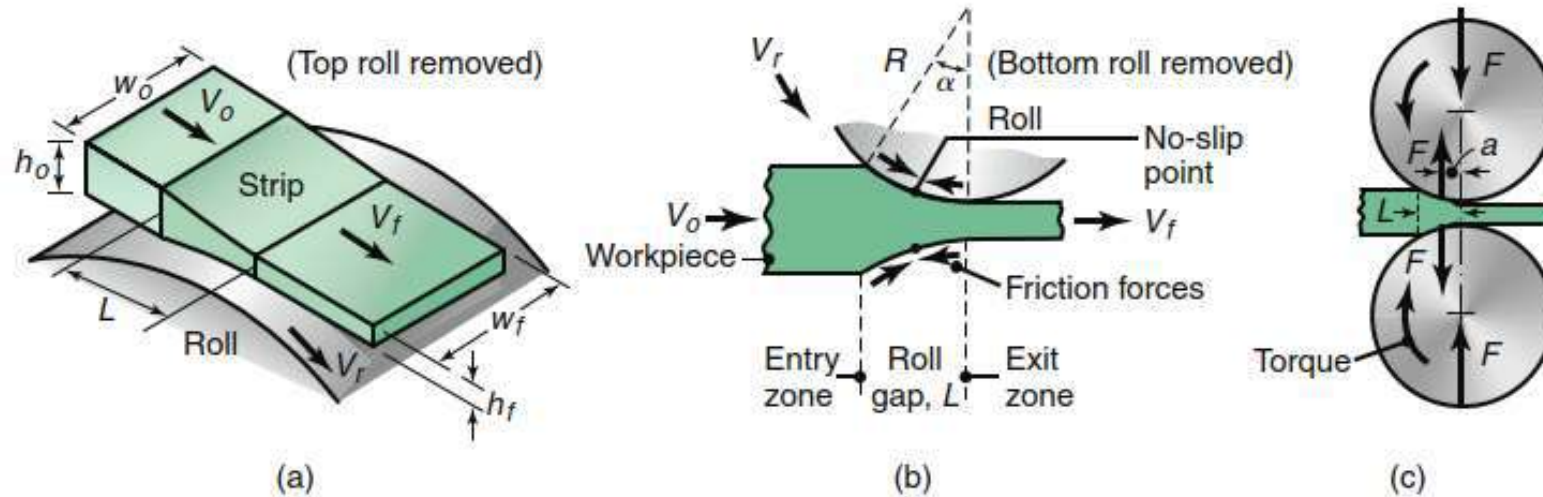 (Top roll removed)
w_o
V_o
h_o
Strip
V_f
L
Roll
V_r
w_f
h_f
(a)
V_r
R
α
(Bottom roll removed)
Roll
No-slip
point
V_o
V_f
Workpiece
Friction forces
Entry
zone
Roll
gap, L
Exit
zone
(b)
F
F
a
L
F
Torque
F
(c)